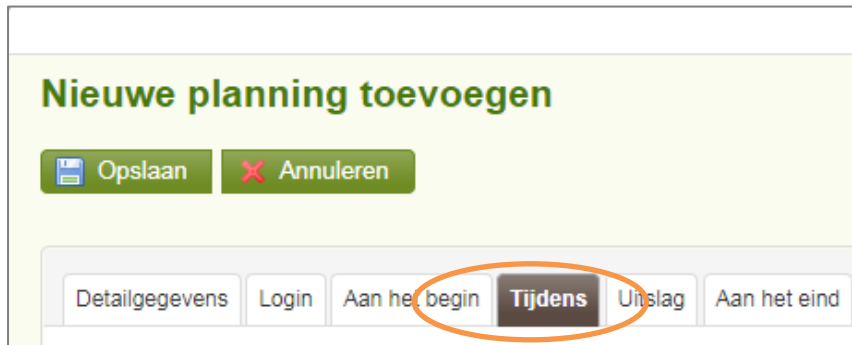 Nieuwe planning toevoegen
Opslaan Annuleren
Detailgegevens Login Aan het begin Tijdens Uitslag Aan het eind